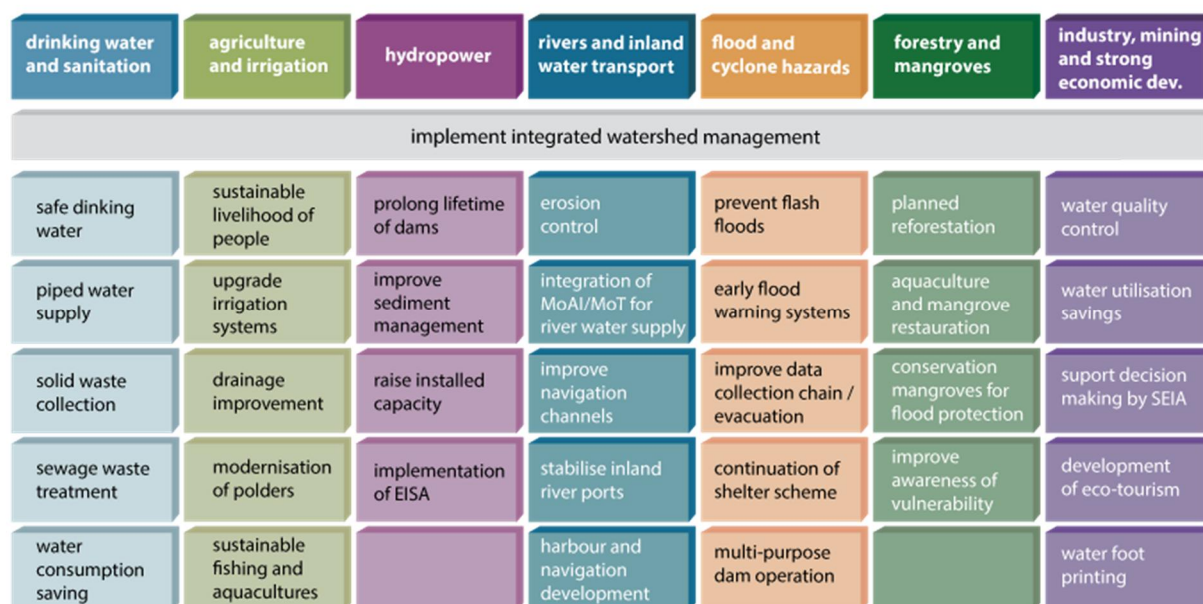 drinking water
and sanitation
agriculture
and irrigation
hydropower
rivers and inland
water transport
flood and
cyclone hazards
forestry and
mangroves
industry, mining
and strong
economic dev.
implement integrated watershed management
safe dinking
water
sustainable
livelihood of
people
prolong lifetime
of dams
erosion
control
prevent flash
floods
planned
reforestation
water quality
control
piped water
supply
upgrade
irrigation
systems
improve
sediment
management
integration of
MoAI/MoT for
river water supply
early flood
warning systems
aquaculture
and mangrove
restauration
water utilisation
savings
solid waste
collection
drainage
improvement
raise installed
capacity
improve
navigation
channels
improve data
collection chain /
evacuation
conservation
mangroves for
flood protection
suport decision
making by SEIA
sewage waste
treatment
modernisation
of polders
implementation
of EISA
stabilise inland
river ports
continuation of
shelter scheme
improve
awareness of
vulnerability
development
of eco-tourism
water
consumption
saving
sustainable
fishing and
aquacultures
harbour and
navigation
development
multi-purpose
dam operation
water foot
printing